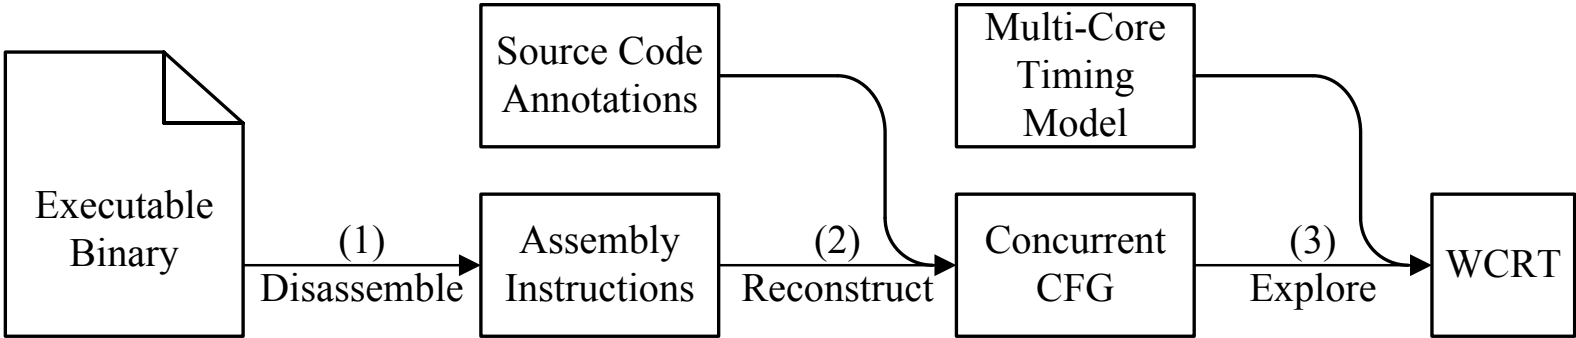 Executable
Binary
(1)
Disassemble
Source Code
Annotations
Assembly
Instructions
(2)
Reconstruct
Multi-Core
Timing
Model
Concurrent
CFG
(3)
Explore
WCRT